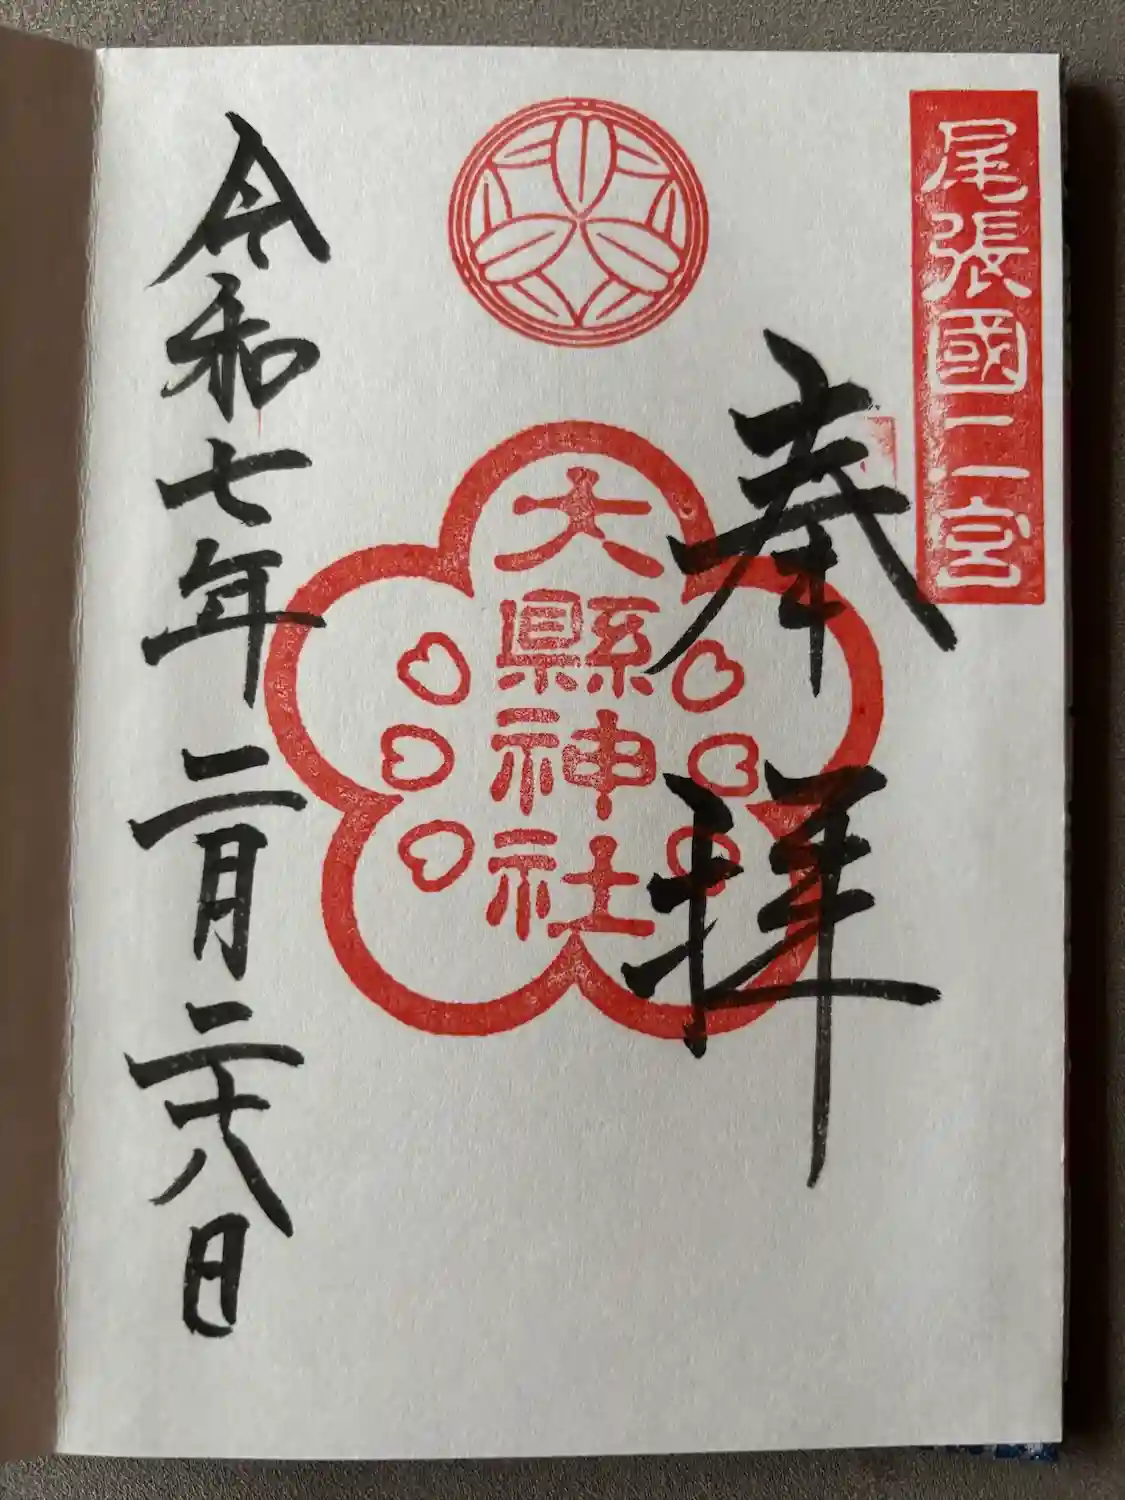 尾張國二宮
奉拝
大縣神社
令和七年二月二十八日